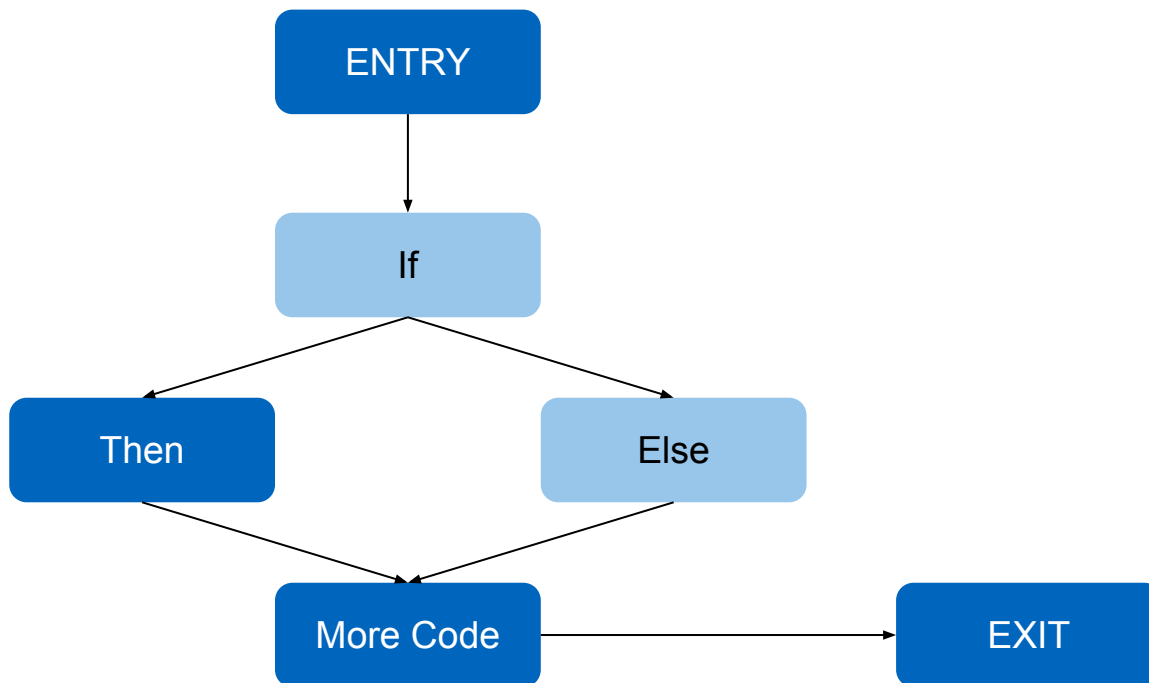 ENTRY
If
Then
Else
More Code
EXIT